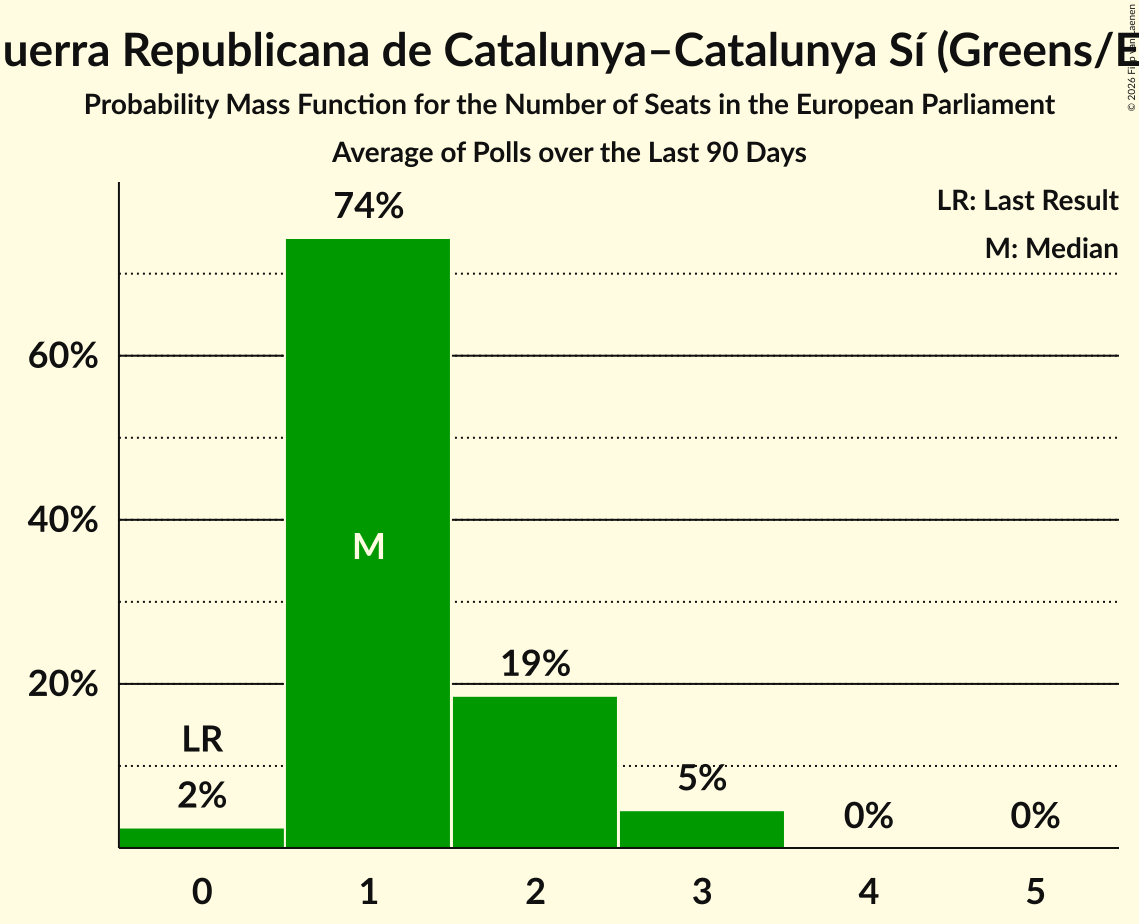 uerra Republicana de Catalunya–Catalunya Sí (Greens/E
Probability Mass Function for the Number of Seats in the European Parliament
Average of Polls over the Last 90 Days
LR: Last Result
M: Median
74%
60%
40%
M
19%
20%
LR
2%
5%
0%
0%
0 1 2 3 4 5
© 2026